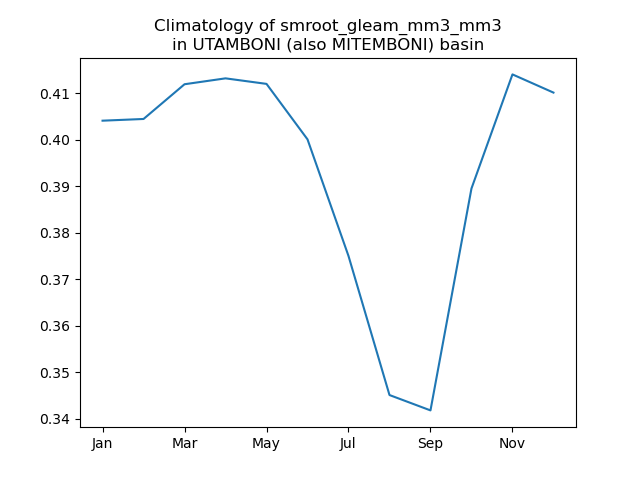 Climatology of smroot_gleam_mm3_mm3
in UTAMBONI (also MITEMBONI) basin
0.41
0.40
0.39
0.38
0.37
0.36
0.35
0.34
Jan
Mar
May
Jul
Sep
Nov